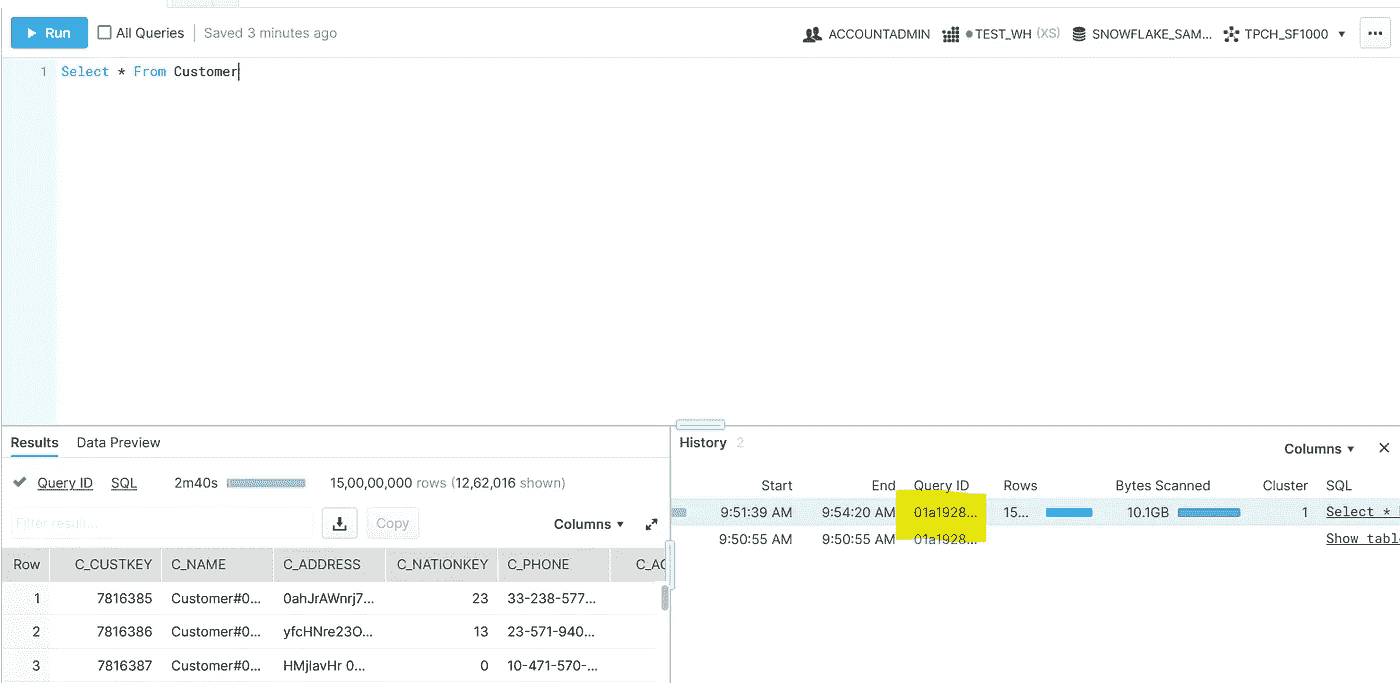 Run All Queries Saved 3 minutes ago ACCOUNTADMIN TEST_WH (XS) SNOWFLAKE_SAM... TPCH_SF1000
1 Select * From Customer
Results Data Preview
Query ID SQL 2m40s 15,00,00,000 rows (12,62,016 shown)
Filter result...
Copy
Columns
Row C_CUSTKEY C_NAME C_ADDRESS C_NATIONKEY C_PHONE C_AC
1 7816385 Customer#0... 0ahJrAWnrj7... 23 33-238-577...
2 7816386 Customer#0... yfcHNre23O... 13 23-571-940...
3 7816387 Customer#0... HMjlavHr 0... 0 10-471-570-...
History 2
Columns
Start End Query ID Rows Bytes Scanned Cluster SQL
9:51:39 AM 9:54:20 AM 01a1928... 15... 10.1GB 1 Select *
9:50:55 AM 9:50:55 AM 01a1928... Show table